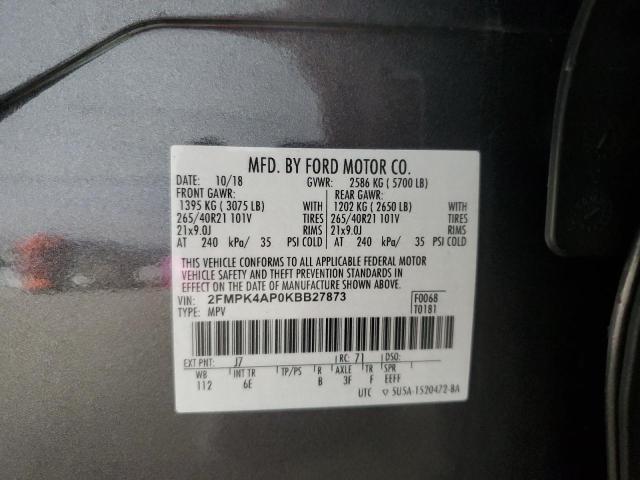 MFD. BY FORD MOTOR CO.
DATE: 10/18 GVWR: 2586 KG ( 5700 LB)
FRONT GAWR: REAR GAWR:
1395 KG ( 3075 LB) WITH 1202 KG ( 2650 LB) WITH
265/40R21 101V TIRES 265/40R21 101V TIRES
21x9.0J RIMS 21x9.0J RIMS
AT 240 kPa/ 35 PSI COLD AT 240 kPa/ 35 PSI COLD
THIS VEHICLE CONFORMS TO ALL APPLICABLE FEDERAL MOTOR
VEHICLE SAFETY AND THEFT PREVENTION STANDARDS IN
EFFECT ON THE DATE OF MANUFACTURE SHOWN ABOVE.
VIN: 2FMPK4AP0KBB27873 F0068
TYPE: MPV T0181
EXT PNT: J7 RC: 71 DSO:
WB INT TR TP/PS R AXLE TR SPR
112 6E B 3F F EEFF
UTC ▽ 5U5A-1520472-BA